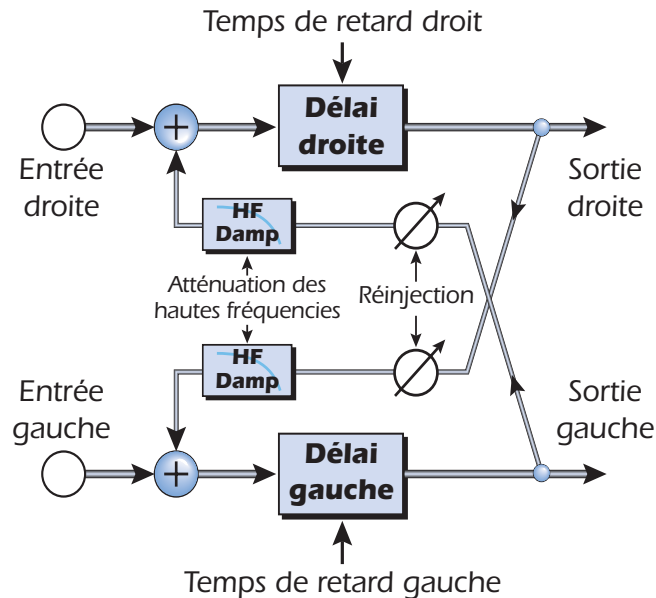 Temps de retard droit
Délai
droite
+
Entrée
droite
Sortie
droite
HF
Damp
Atténuation des
hautes fréquencies
Réinjection
HF
Damp
Entrée
gauche
Sortie
gauche
+
Délai
gauche
Temps de retard gauche